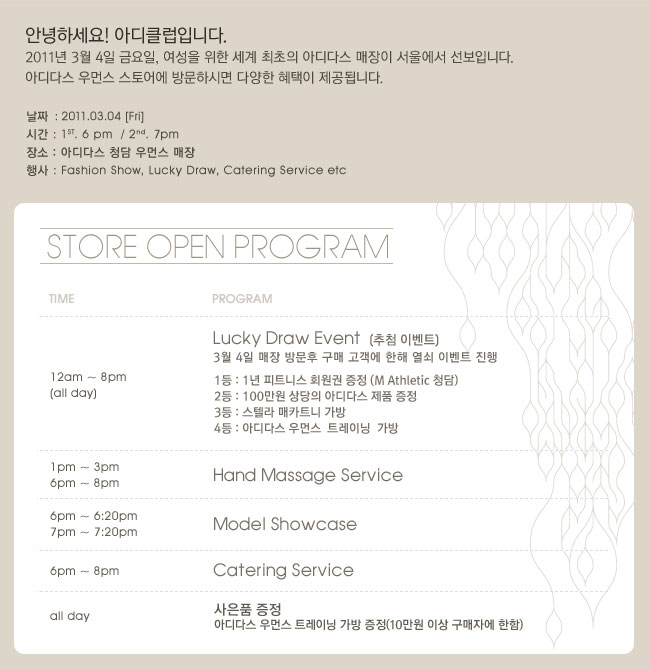 안녕하세요! 아디클럽입니다.
2011년 3월 4일 금요일, 여성을 위한 세계 최초의 아디다스 매장이 서울에서 선보입니다.
아디다스 우먼스 스토어에 방문하시면 다양한 혜택이 제공됩니다.
날짜 : 2011.03.04 [Fri]
시간 : 1ST. 6 pm / 2nd. 7pm
장소 : 아디다스 청담 우먼스 매장
행사 : Fashion Show, Lucky Draw, Catering Service etc
STORE OPEN PROGRAM
TIME PROGRAM
Lucky Draw Event (추첨 이벤트)
3월 4일 매장 방문후 구매 고객에 한해 열쇠 이벤트 진행
12am ~ 8pm
(all day)
1등 : 1년 피트니스 회원권 증정 (M Athletic 청담)
2등 : 100만원 상당의 아디다스 제품 증정
3등 : 스텔라 매카트니 가방
4등 : 아디다스 우먼스 트레이닝 가방
1pm ~ 3pm
6pm ~ 8pm
Hand Massage Service
6pm ~ 6:20pm
7pm ~ 7:20pm
Model Showcase
6pm ~ 8pm Catering Service
all day
사은품 증정
아디다스 우먼스 트레이닝 가방 증정(10만원 이상 구매자에 한함)